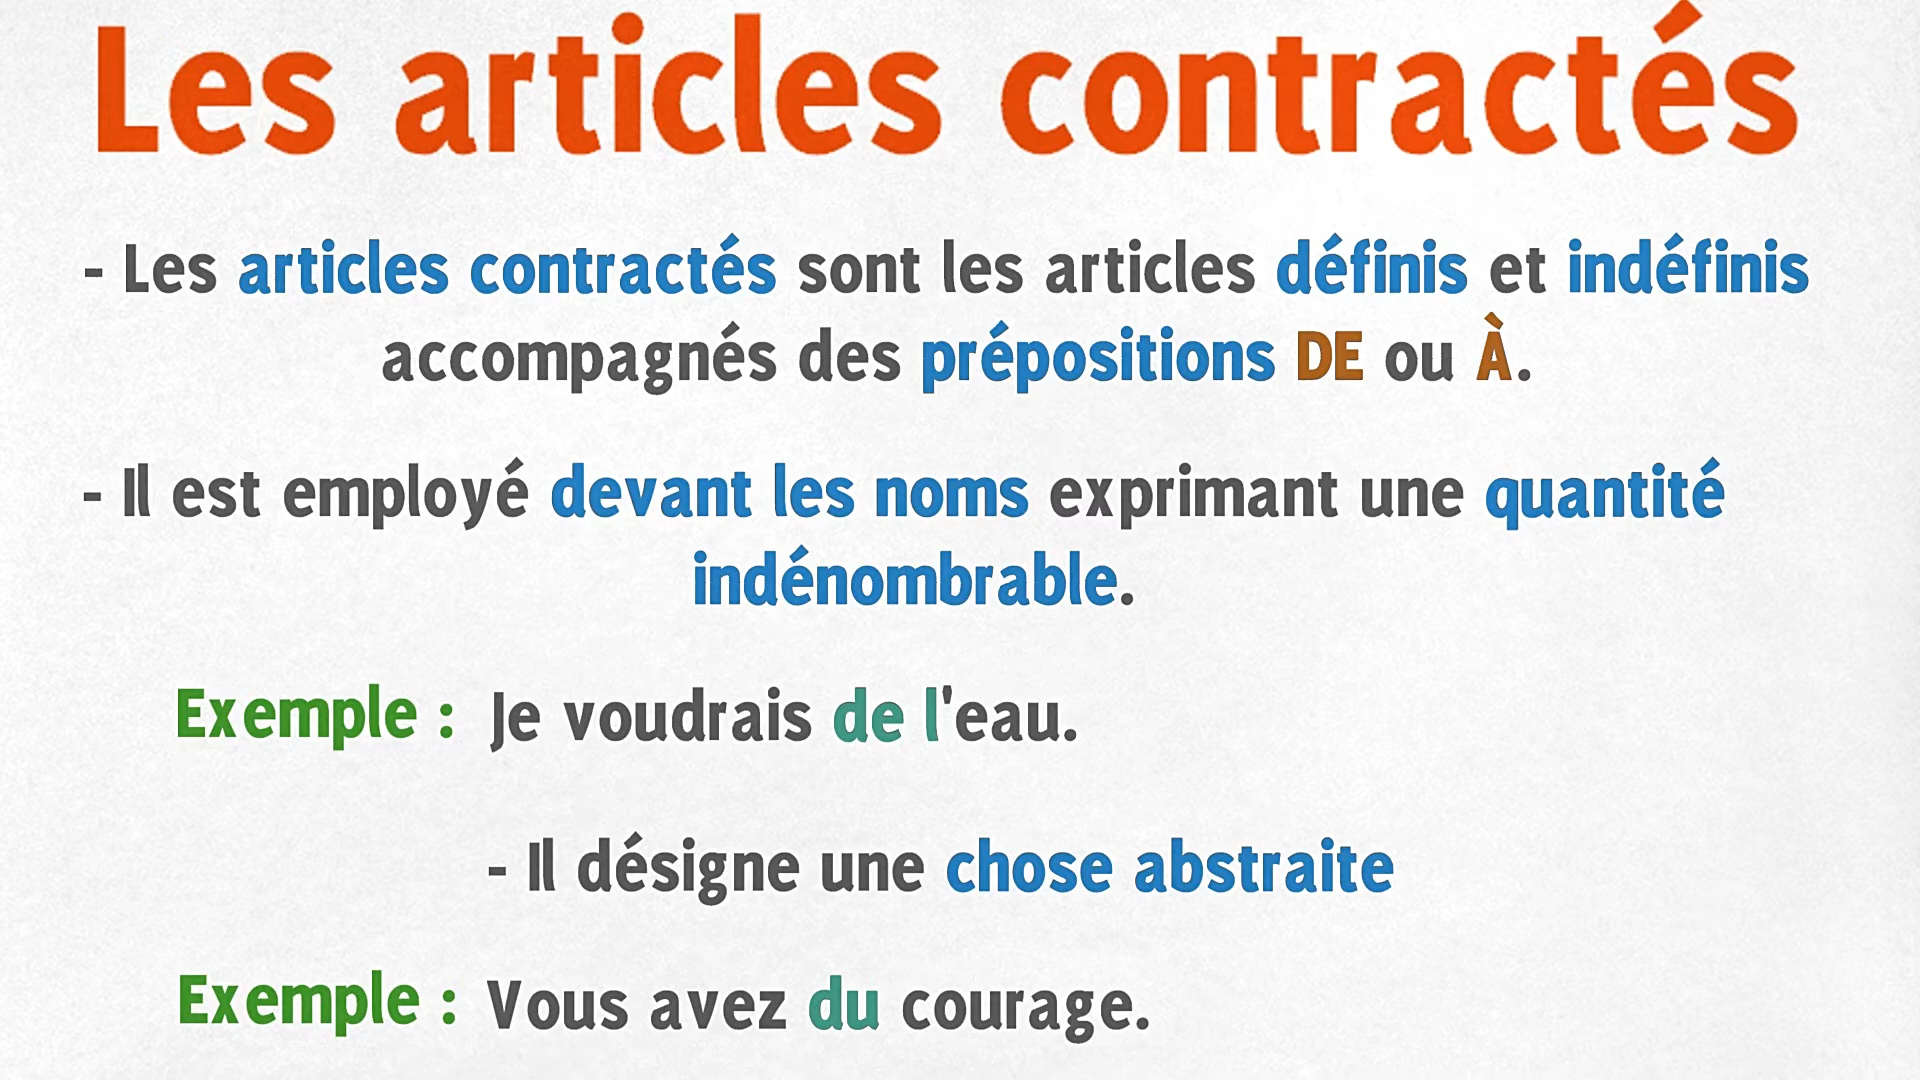 Les articles contractés
- Les articles contractés sont les articles définis et indéfinis
accompagnés des prépositions DE ou À.
- Il est employé devant les noms exprimant une quantité
indénombrable.
Exemple : Je voudrais de l'eau.
- Il désigne une chose abstraite
Exemple : Vous avez du courage.